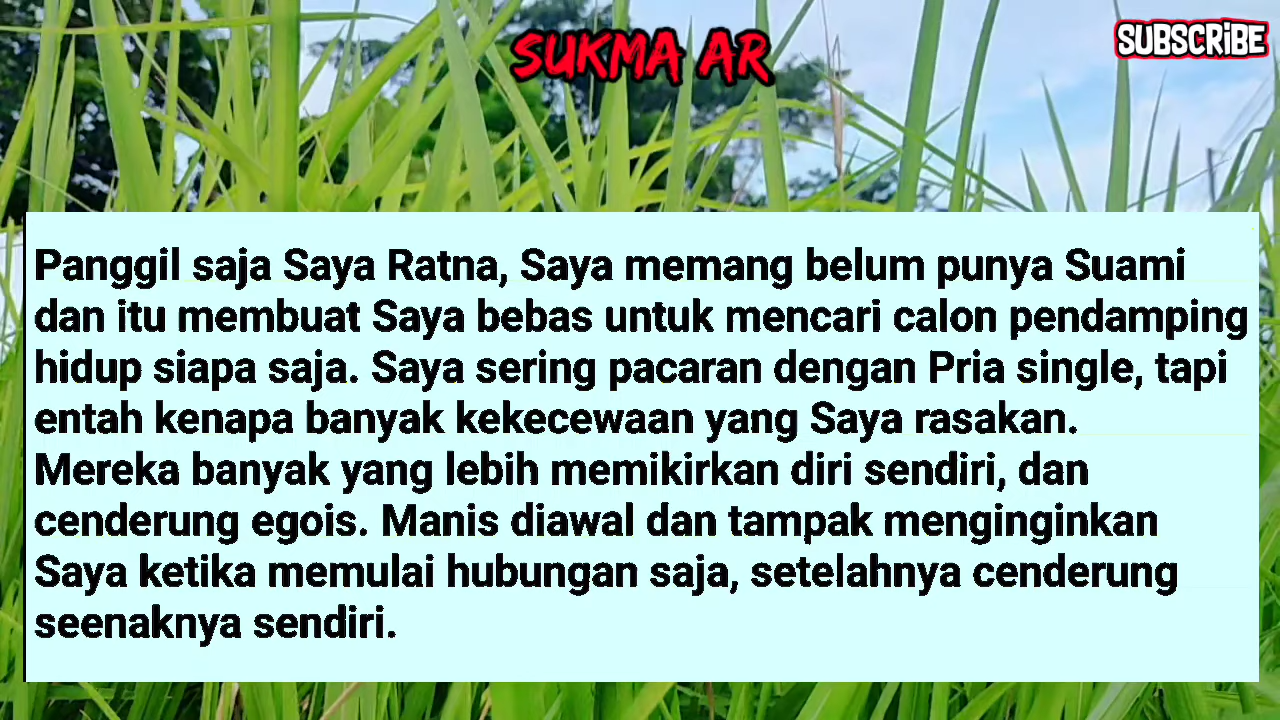 SUKMA AR
SUBSCRIBE
Panggil saja Saya Ratna, Saya memang belum punya Suami
dan itu membuat Saya bebas untuk mencari calon pendamping
hidup siapa saja. Saya sering pacaran dengan Pria single, tapi
entah kenapa banyak kekecewaan yang Saya rasakan.
Mereka banyak yang lebih memikirkan diri sendiri, dan
cenderung egois. Manis diawal dan tampak menginginkan
Saya ketika memulai hubungan saja, setelahnya cenderung
seenaknya sendiri.